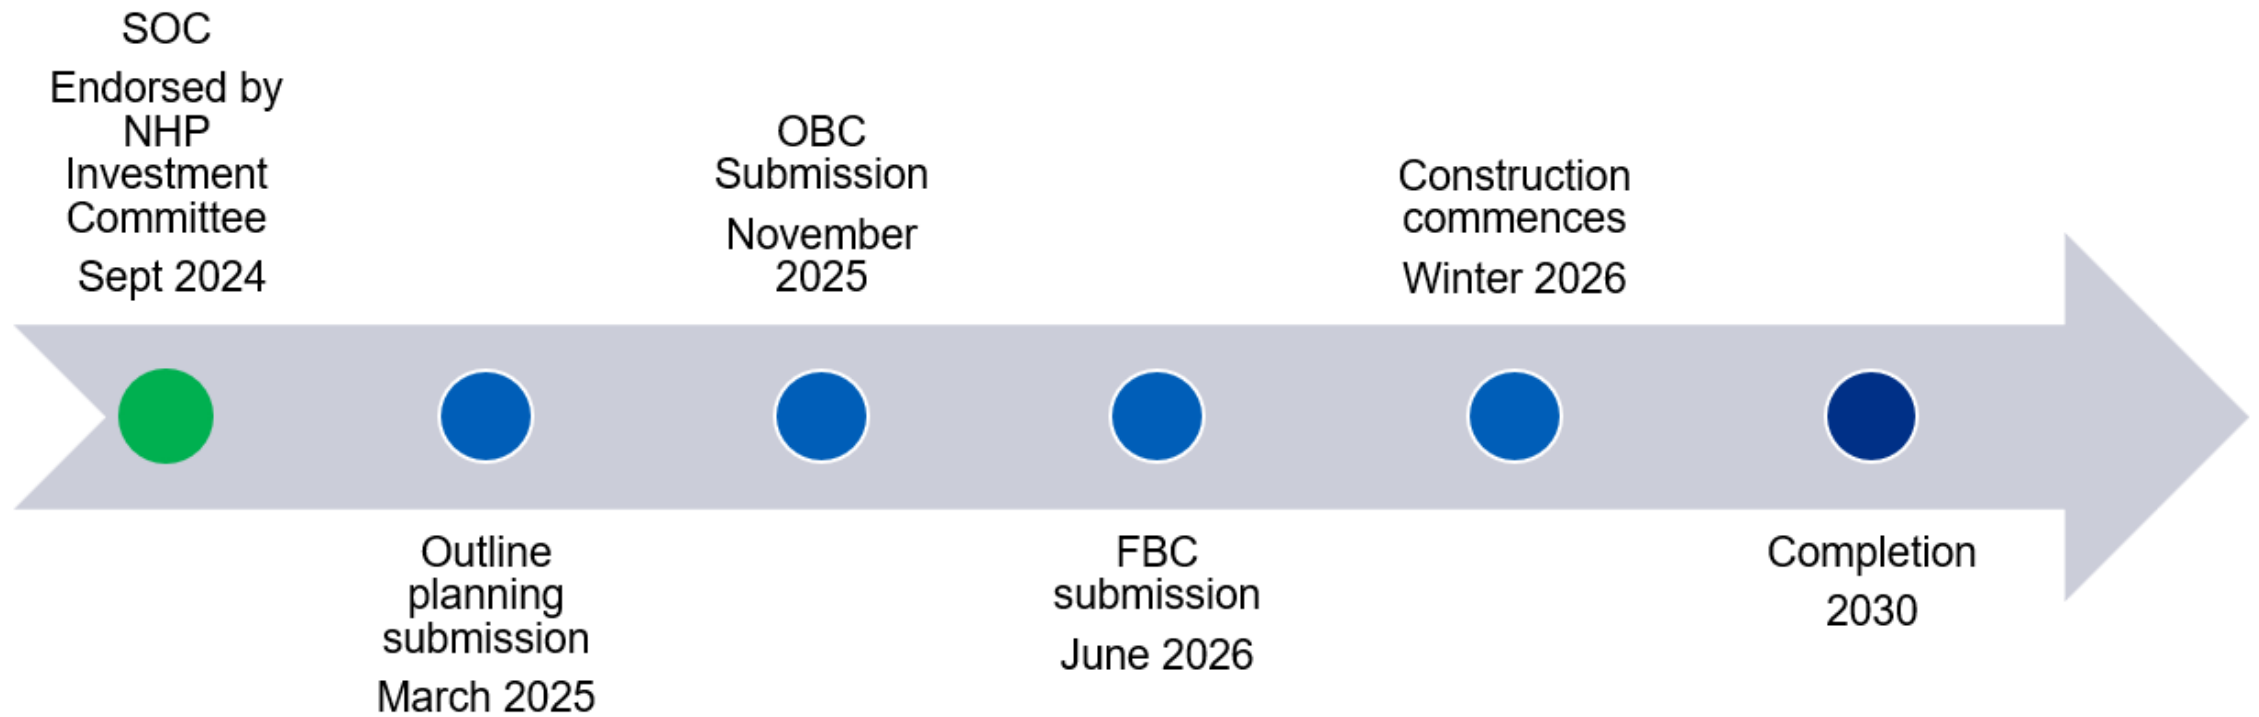 SOC
Endorsed by
NHP
Investment
Committee
Sept 2024
Outline
planning
submission
March 2025
OBC
Submission
November
2025
FBC
submission
June 2026
Construction
commences
Winter 2026
Completion
2030